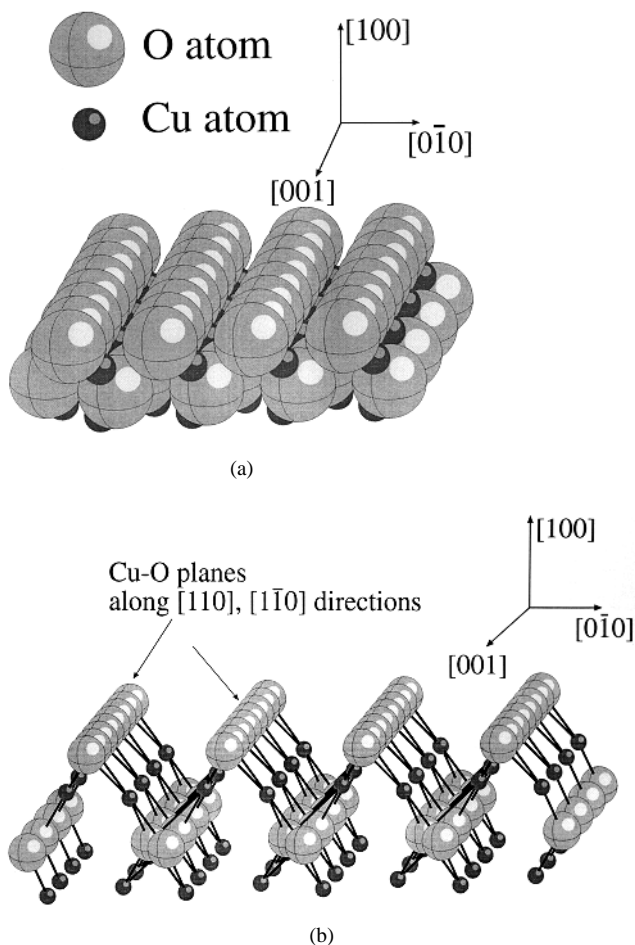 O atom
Cu atom
[100]
[01̄0]
[001]
(a)
Cu-O planes
along [110], [11̄0] directions
[100]
[01̄0]
[001]
(b)